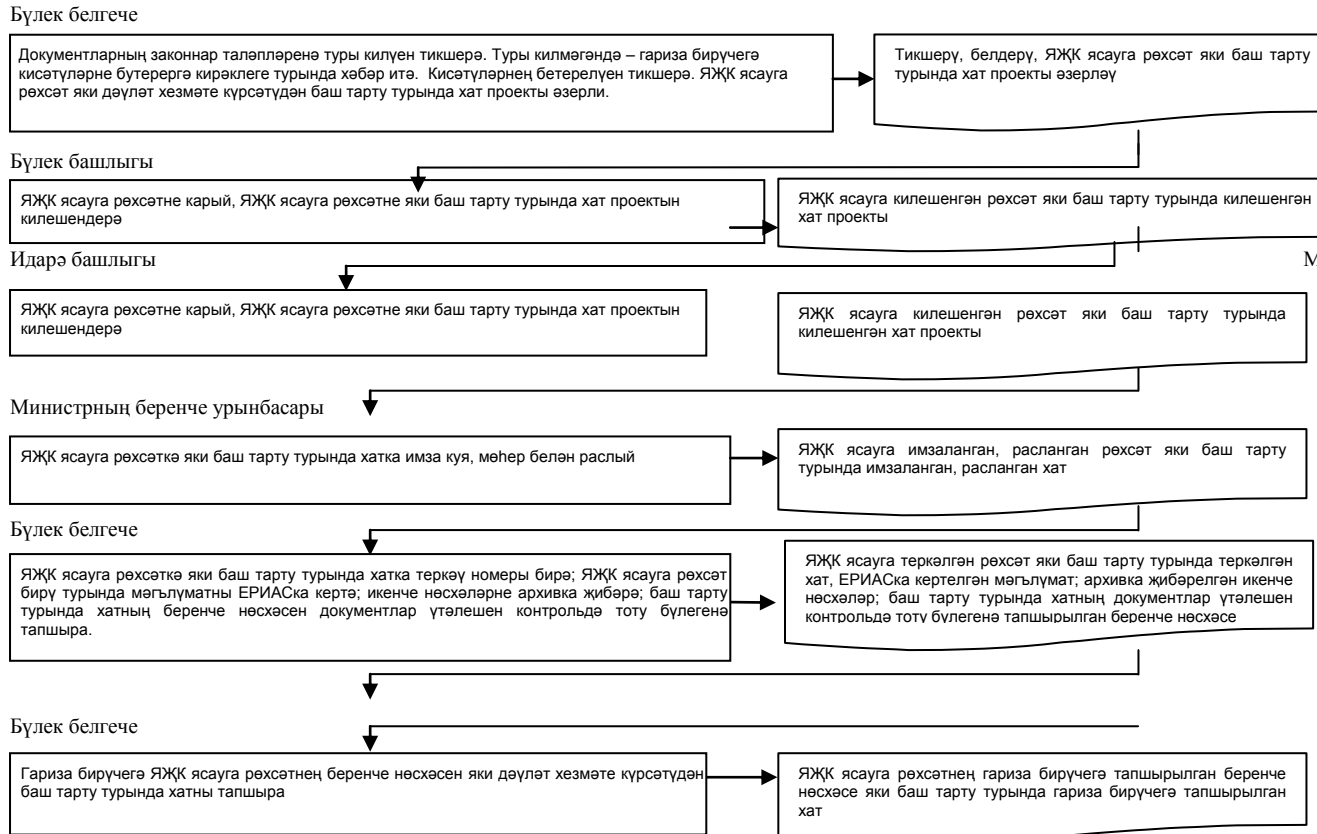 Бүлек белгече
Документларның законнар таләпләренә туры килүен тикшерә. Туры килмәгәндә – гариза бирүчегә
кисәтүләрне бутерергә кирәклеге турында хәбәр итә. Кисәтүләрнең бетерелүен тикшерә. ЯҖК ясауга
рөхсәт яки дәүләт хезмәте күрсәтүдән баш тарту турында хат проекты әзерли.
Тикшерү, белдерү, ЯҖК ясауга рөхсәт яки баш тарту
турында хат проекты әзерләү
Бүлек башлыгы
ЯҖК ясауга рөхсәтне карый, ЯҖК ясауга рөхсәтне яки баш тарту турында хат проектын
килешендерә
ЯҖК ясауга килешенгән рөхсәт яки баш тарту турында килешенгән
хат проекты
Идарә башлыгы
М
ЯҖК ясауга рөхсәтне карый, ЯҖК ясауга рөхсәтне яки баш тарту турында хат проектын
килешендерә
ЯҖК ясауга килешенгән рөхсәт яки баш тарту турында
килешенгән хат проекты
Министрның беренче урынбасары
ЯҖК ясауга рөхсәткә яки баш тарту турында хатка имза куя, мөһер белән раслый
ЯҖК ясауга имзаланган, расланган рөхсәт яки баш тарту
турында имзаланган, расланган хат
Бүлек белгече
ЯҖК ясауга рөхсәткә яки баш тарту турында хатка теркәү номеры бирә; ЯҖК ясауга рөхсәт
бирү турында мәгълүматны ЕРИАСка кертә; икенче нөсхәләрне архивка җибәрә; баш тарту
турында хатның беренче нөсхәсен документлар үтәлешен контрольдә тоту бүлегенә
тапшыра.
ЯҖК ясауга теркәлгән рөхсәт яки баш тарту турында теркәлгән
хат, ЕРИАСка кертелгән мәгълүмат; архивка җибәрелгән икенче
нөсхәләр; баш тарту турында хатның документлар үтәлешен
контрольдә тоту бүлегенә тапшырылган беренче нөсхәсе
Бүлек белгече
Гариза бирүчегә ЯҖК ясауга рөхсәтнең беренче нөсхәсен яки дәүләт хезмәте күрсәтүдән
баш тарту турында хатны тапшыра
ЯҖК ясауга рөхсәтнең гариза бирүчегә тапшырылган беренче
нөсхәсе яки баш тарту турында гариза бирүчегә тапшырылган
хат